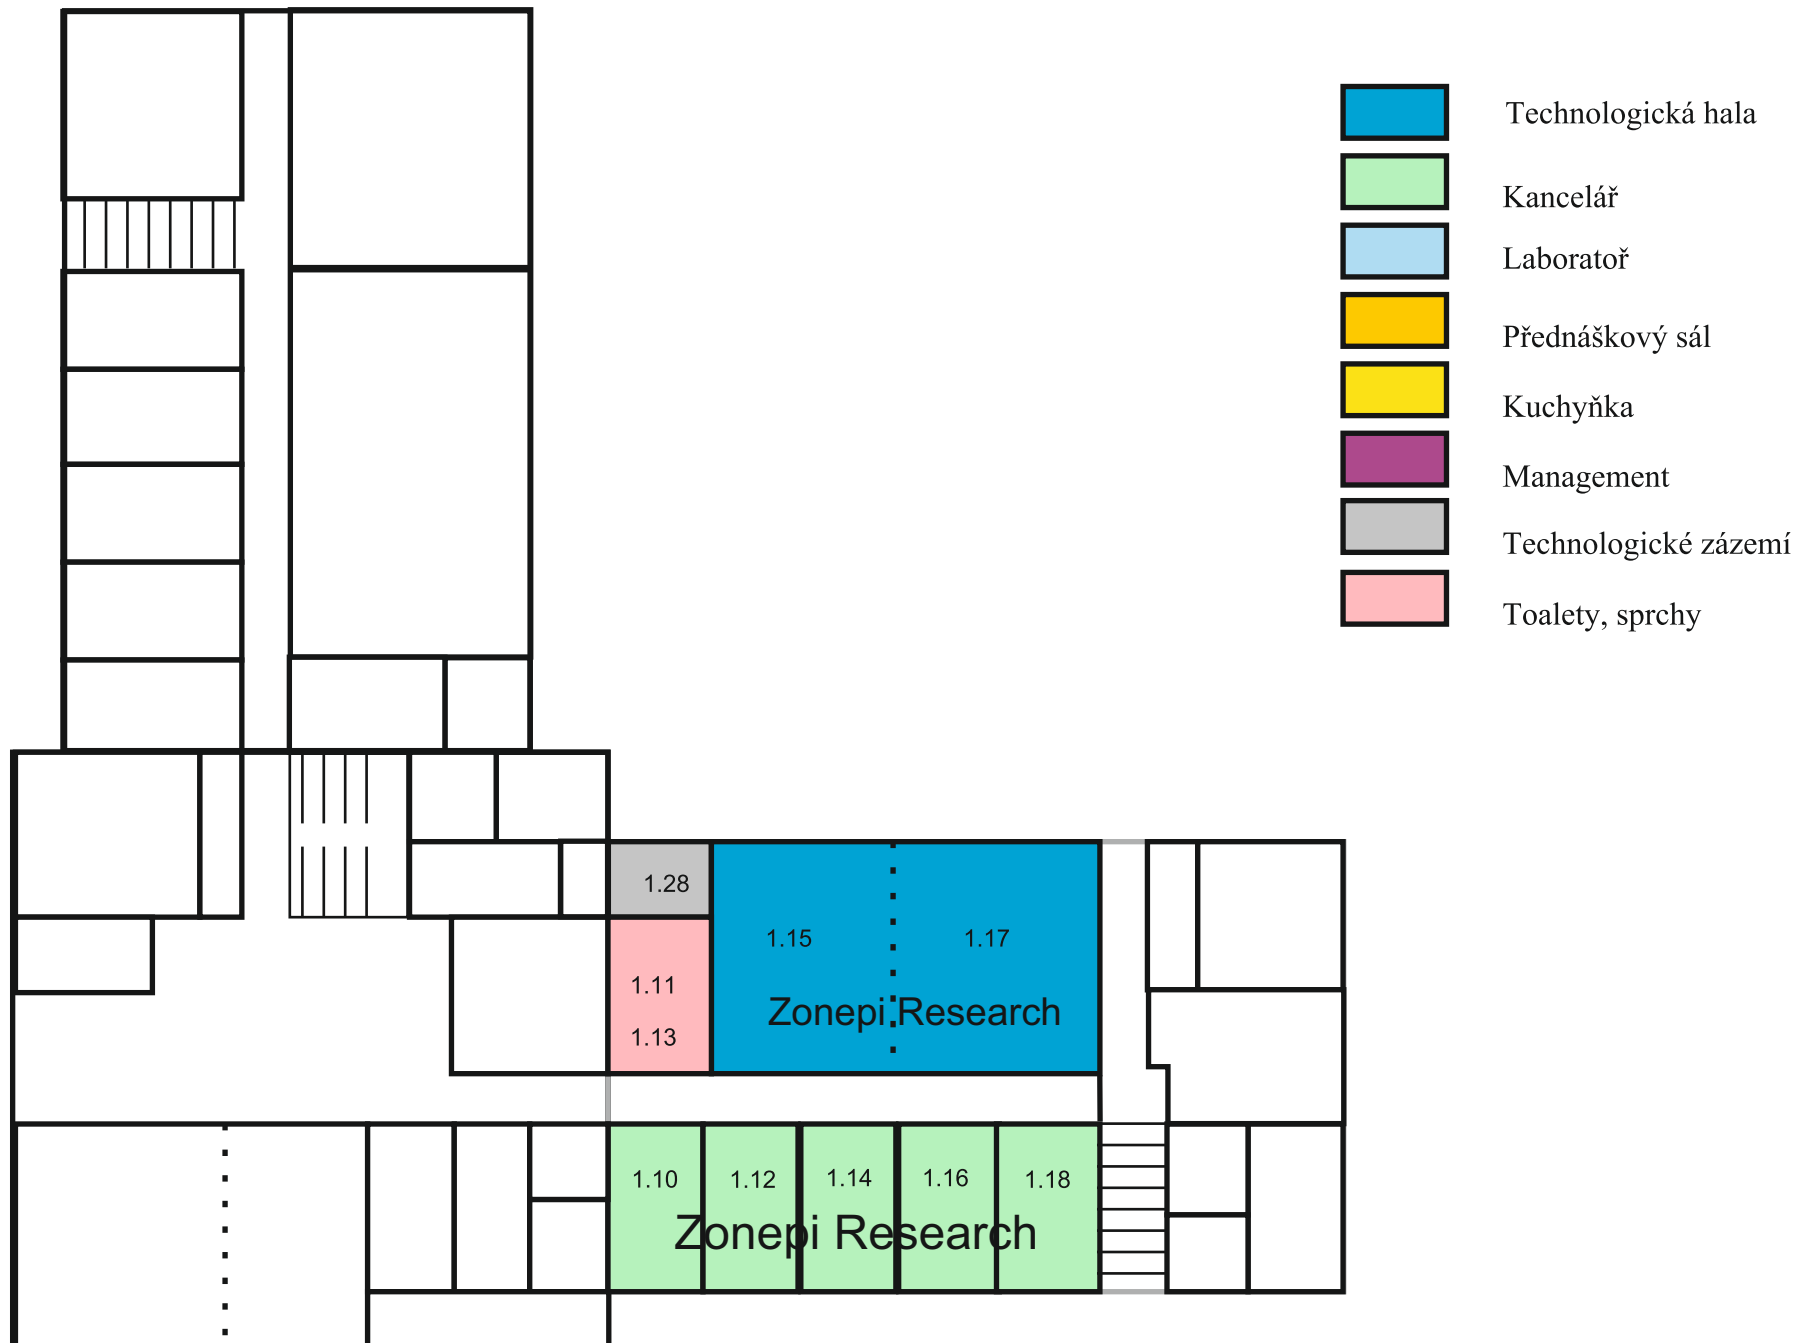 Technologická hala
Kancelář
Laboratoř
Přednáškový sál
Kuchyňka
Management
Technologické zázemí
Toalety, sprchy
1.28
1.15
1.17
1.11
1.13
Zonepi Research
1.10
1.12
1.14
1.16
1.18
Zonepi Research